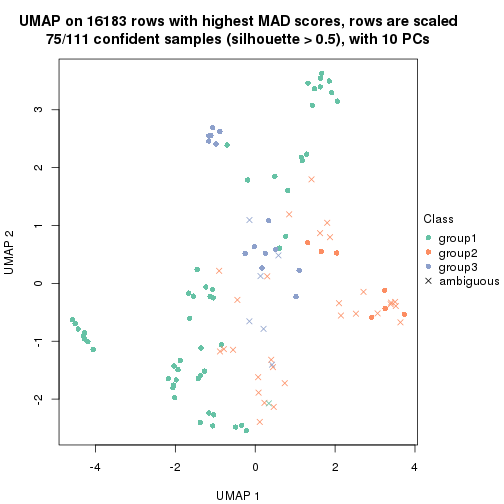 UMAP on 16183 rows with highest MAD scores, rows are scaled
75/111 confident samples (silhouette > 0.5), with 10 PCs
3
2
1
0
-1
-2
UMAP 2
-4
-2
0
2
4
UMAP 1
Class
group1
group2
group3
ambiguous